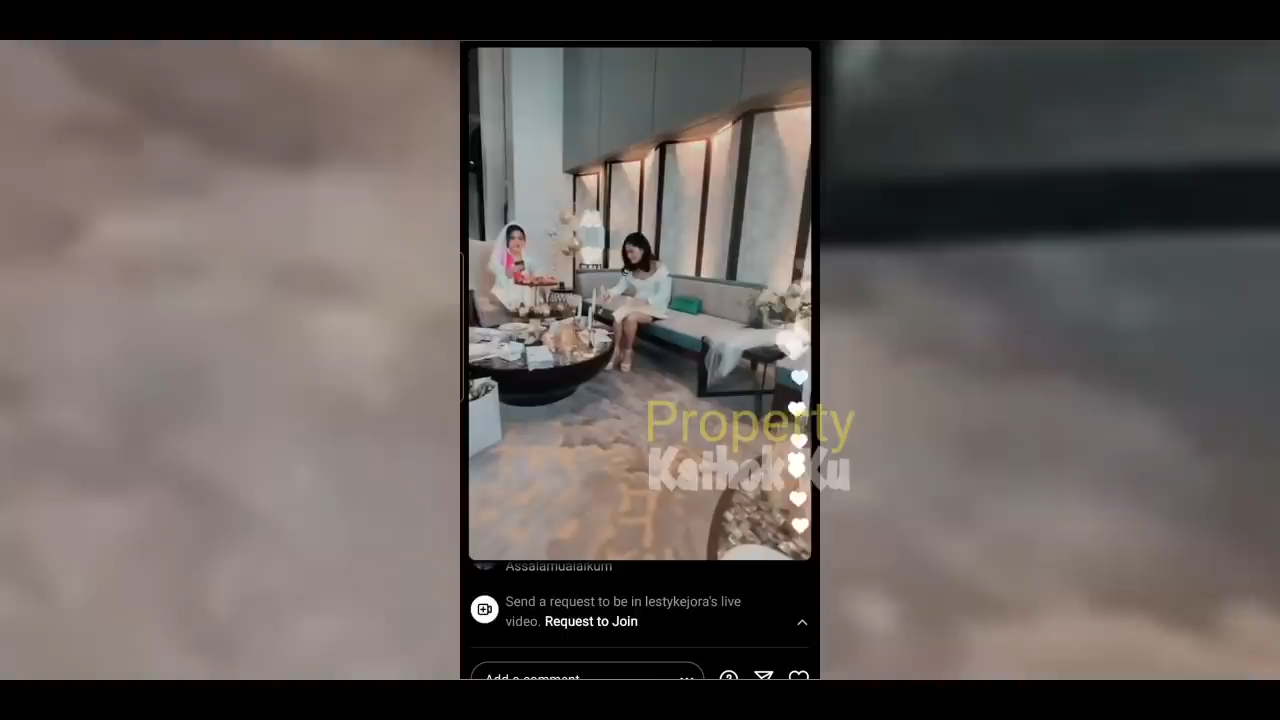 Property
Kathok Ku
Assalamualaikum
Send a request to be in lestykejora's live
video. Request to Join
Add a comment